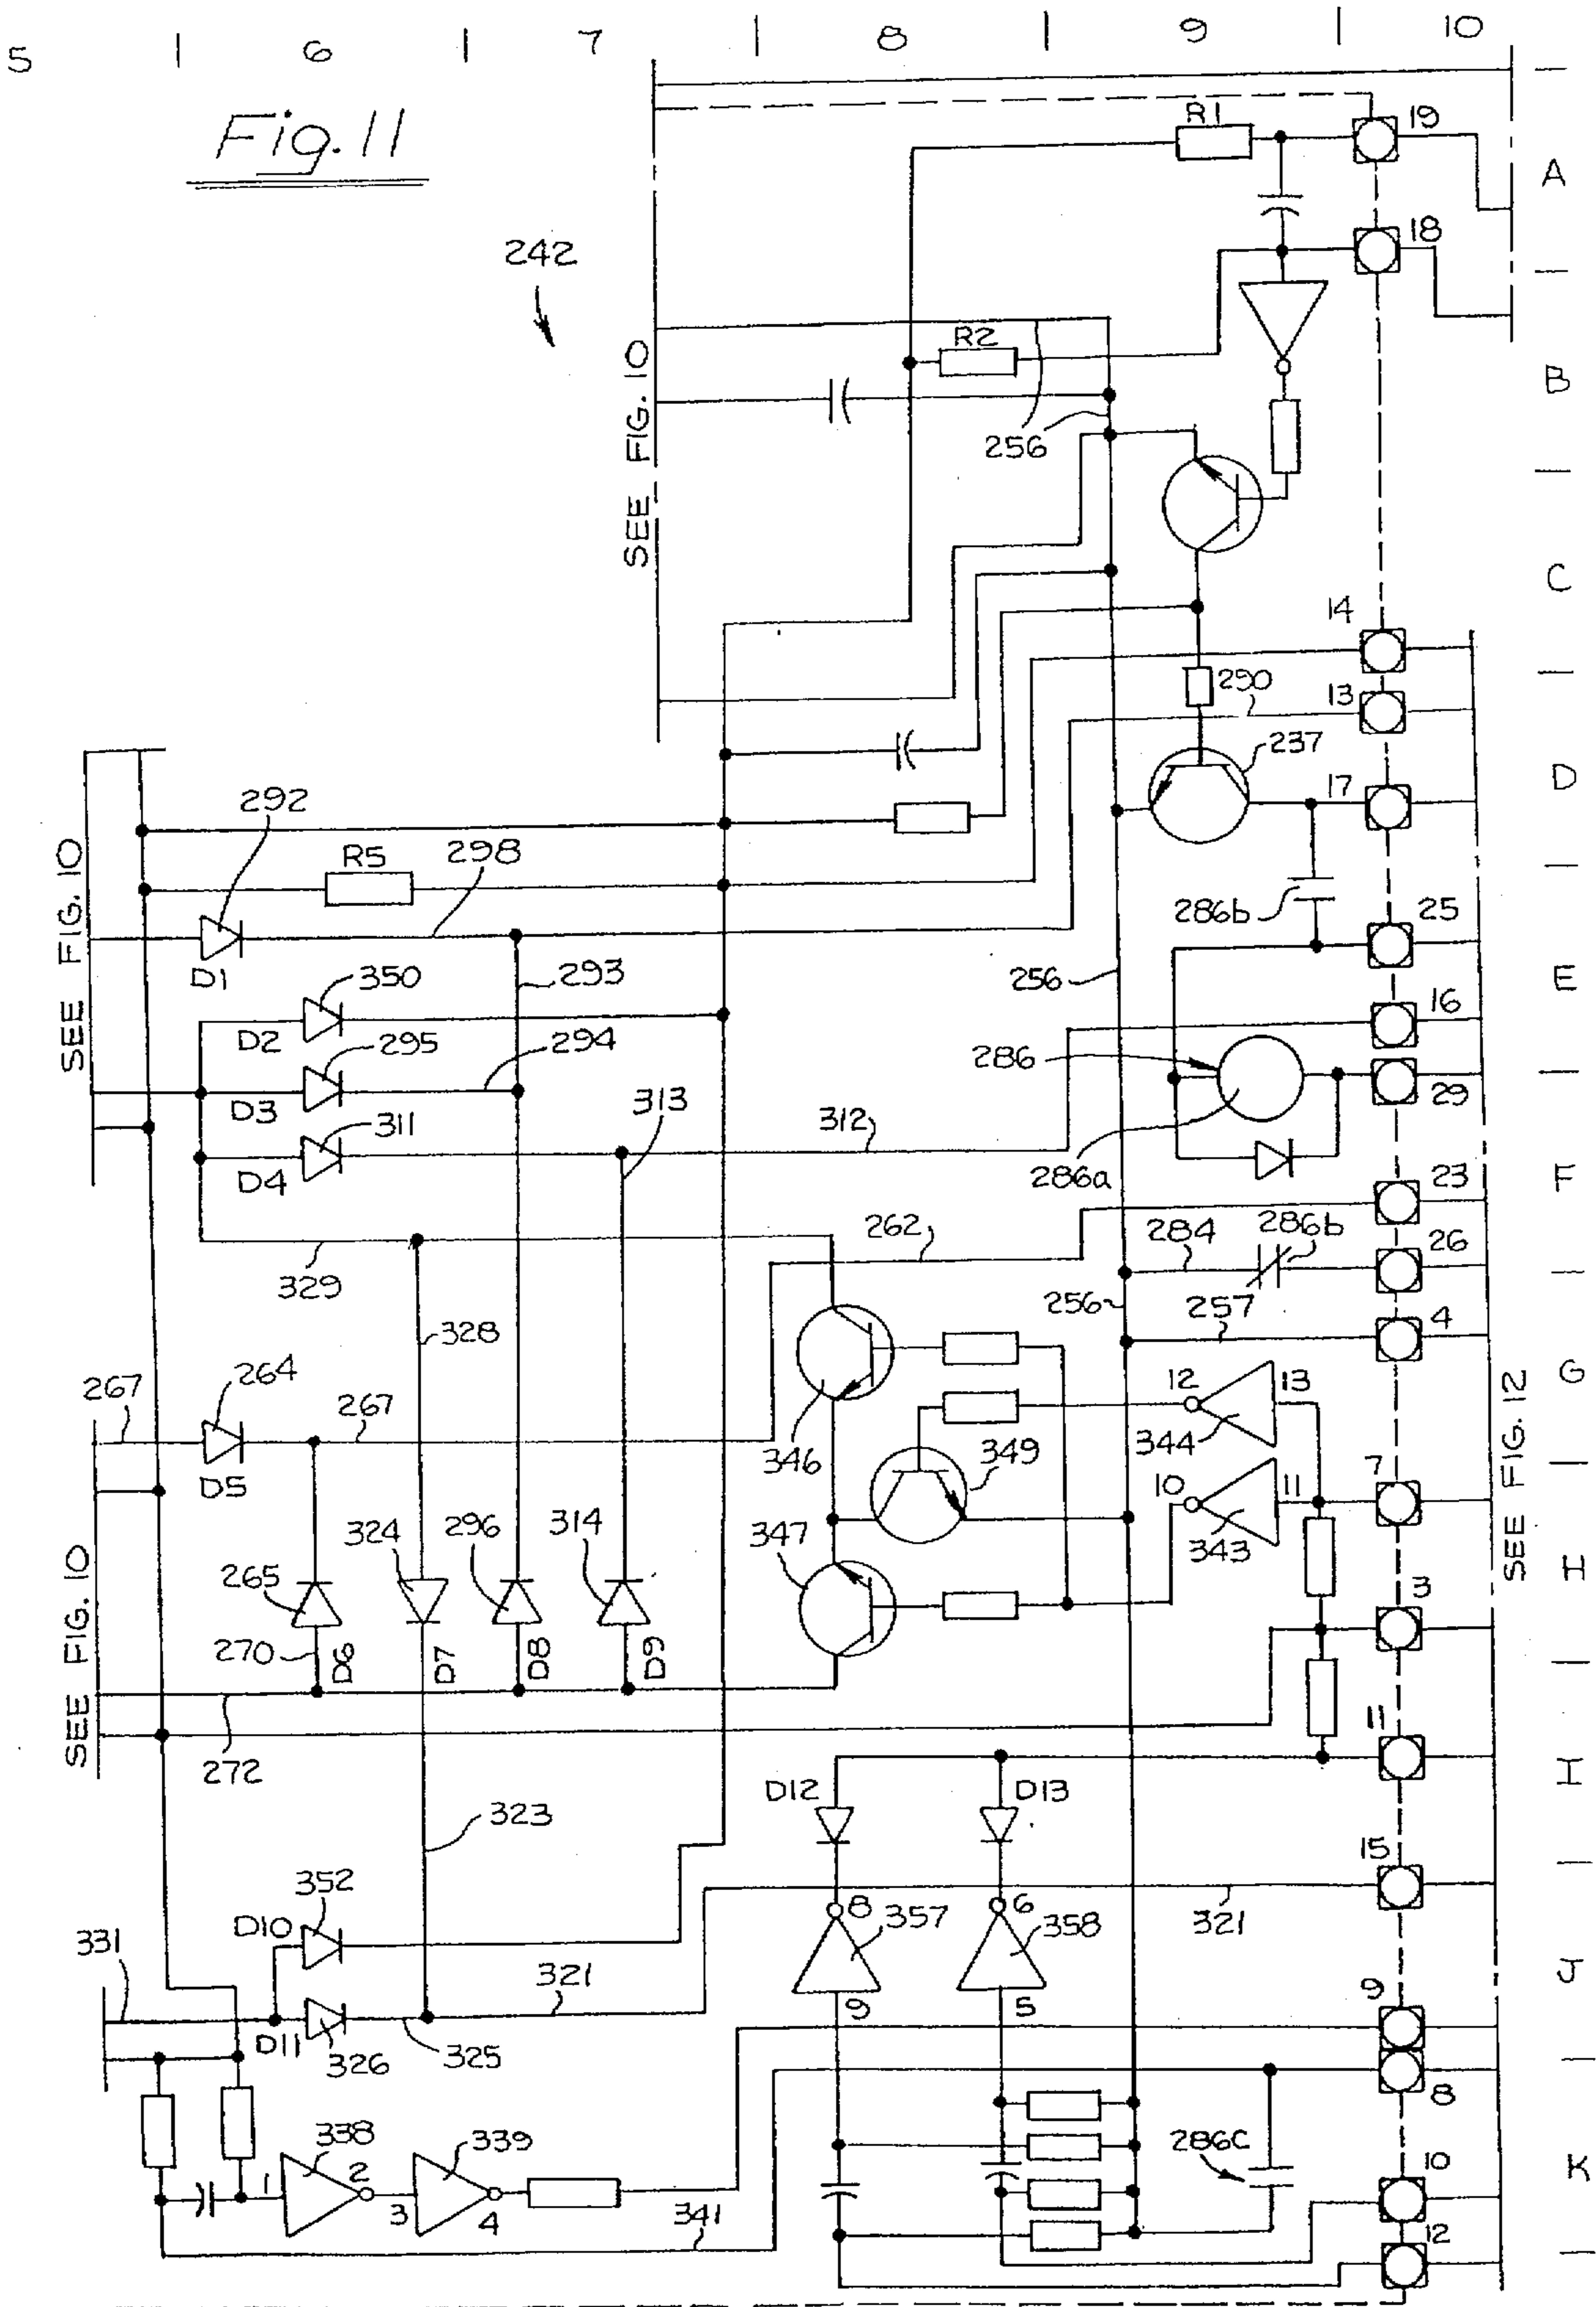 5 6 7 8 9 10
Fig. 11
R1 19
A
242
18
R2
B
SEE FIG. 10
256
C
14
290 13
237
D
292
17
R5 298
286b
25
SEE FIG. 10
D1
350
293
256
E
D2 295
294
16
286
D3
313
29
311
312
D4
286a
F
23
262
284 286b
26
329
256
257
328
4
267 264
267
12 13
G
SEE FIG. 12
344
346
349
D5
7
10 11
324 296 314
347
343
H
SEE FIG. 10
265
3
270 D6 D7 D8 D9
11
272
D12 D13
I
323
15
352
D10
8 6
357
358
321
331
J
321
9
9 5
D11
326 325
8
338 339
286C
K
1 2
10
3 4
341
12